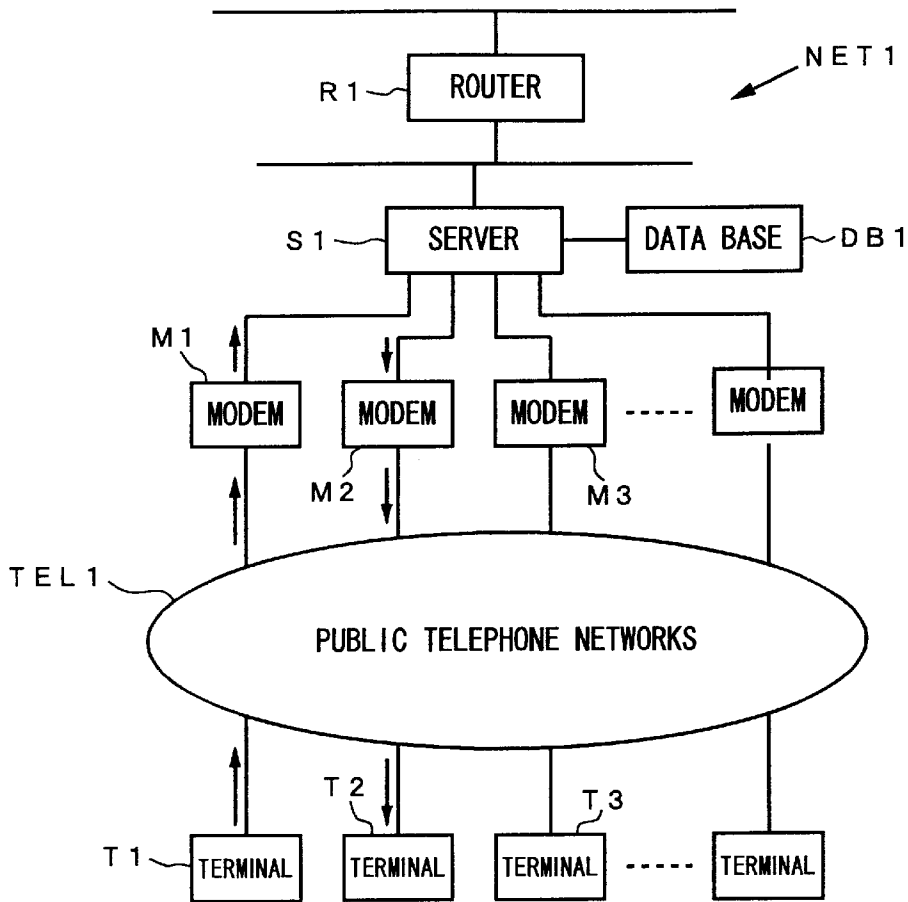 NET1
R1 ROUTER
S1 SERVER DATA BASE DB1
M1
MODEM MODEM MODEM MODEM
M2 M3
TEL1
PUBLIC TELEPHONE NETWORKS
T2 T3
T1 TERMINAL TERMINAL TERMINAL TERMINAL